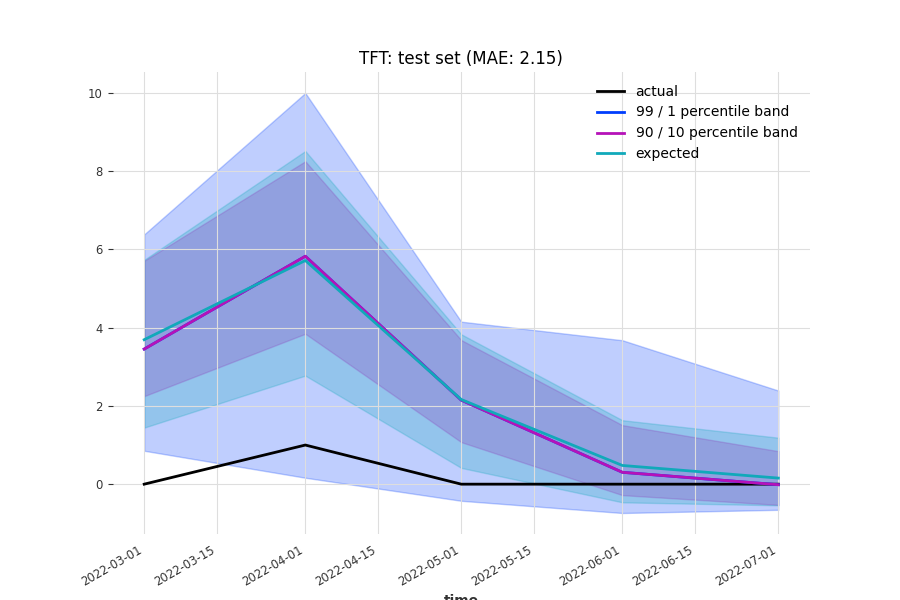 TFT: test set (MAE: 2.15)
actual
99 / 1 percentile band
90 / 10 percentile band
expected
10
8
6
4
2
0
2022-03-01
2022-03-15
2022-04-01
2022-04-15
2022-05-01
2022-05-15
2022-06-01
2022-06-15
2022-07-01
time